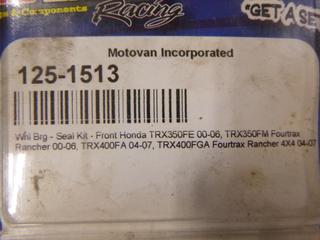 & Components Racing "GET A SE
Motovan Incorporated
125-1513
Whl Brg - Seal Kit - Front Honda TRX350FE 00-06, TRX350FM Fourtrax
Rancher 00-06, TRX400FA 04-07, TRX400FGA Fourtrax Rancher 4X4 04-07